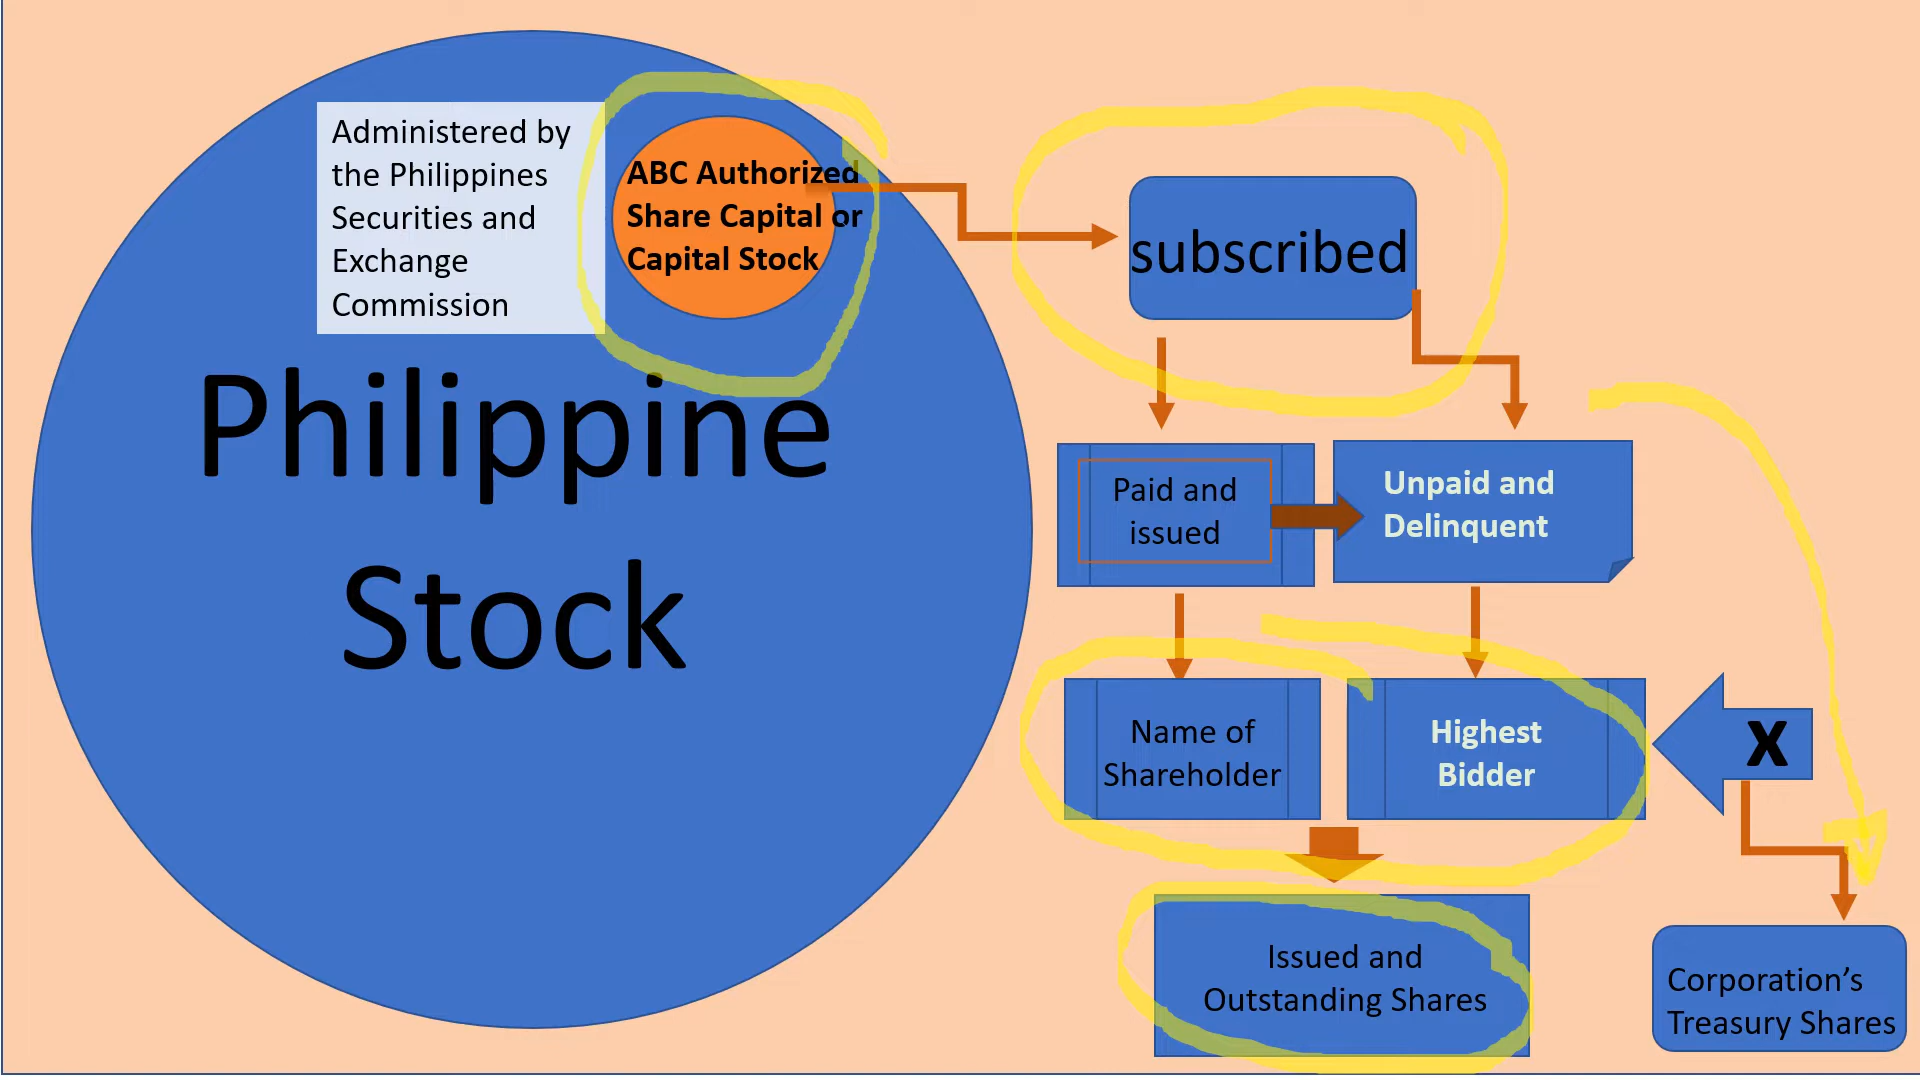 Administered by
the Philippines
Securities and
Exchange
Commission
ABC Authorized
Share Capital or
Capital Stock
Philippine
Stock
subscribed
Paid and
issued
Unpaid and
Delinquent
Name of
Shareholder
Highest
Bidder
X
Issued and
Outstanding Shares
Corporation’s
Treasury Shares